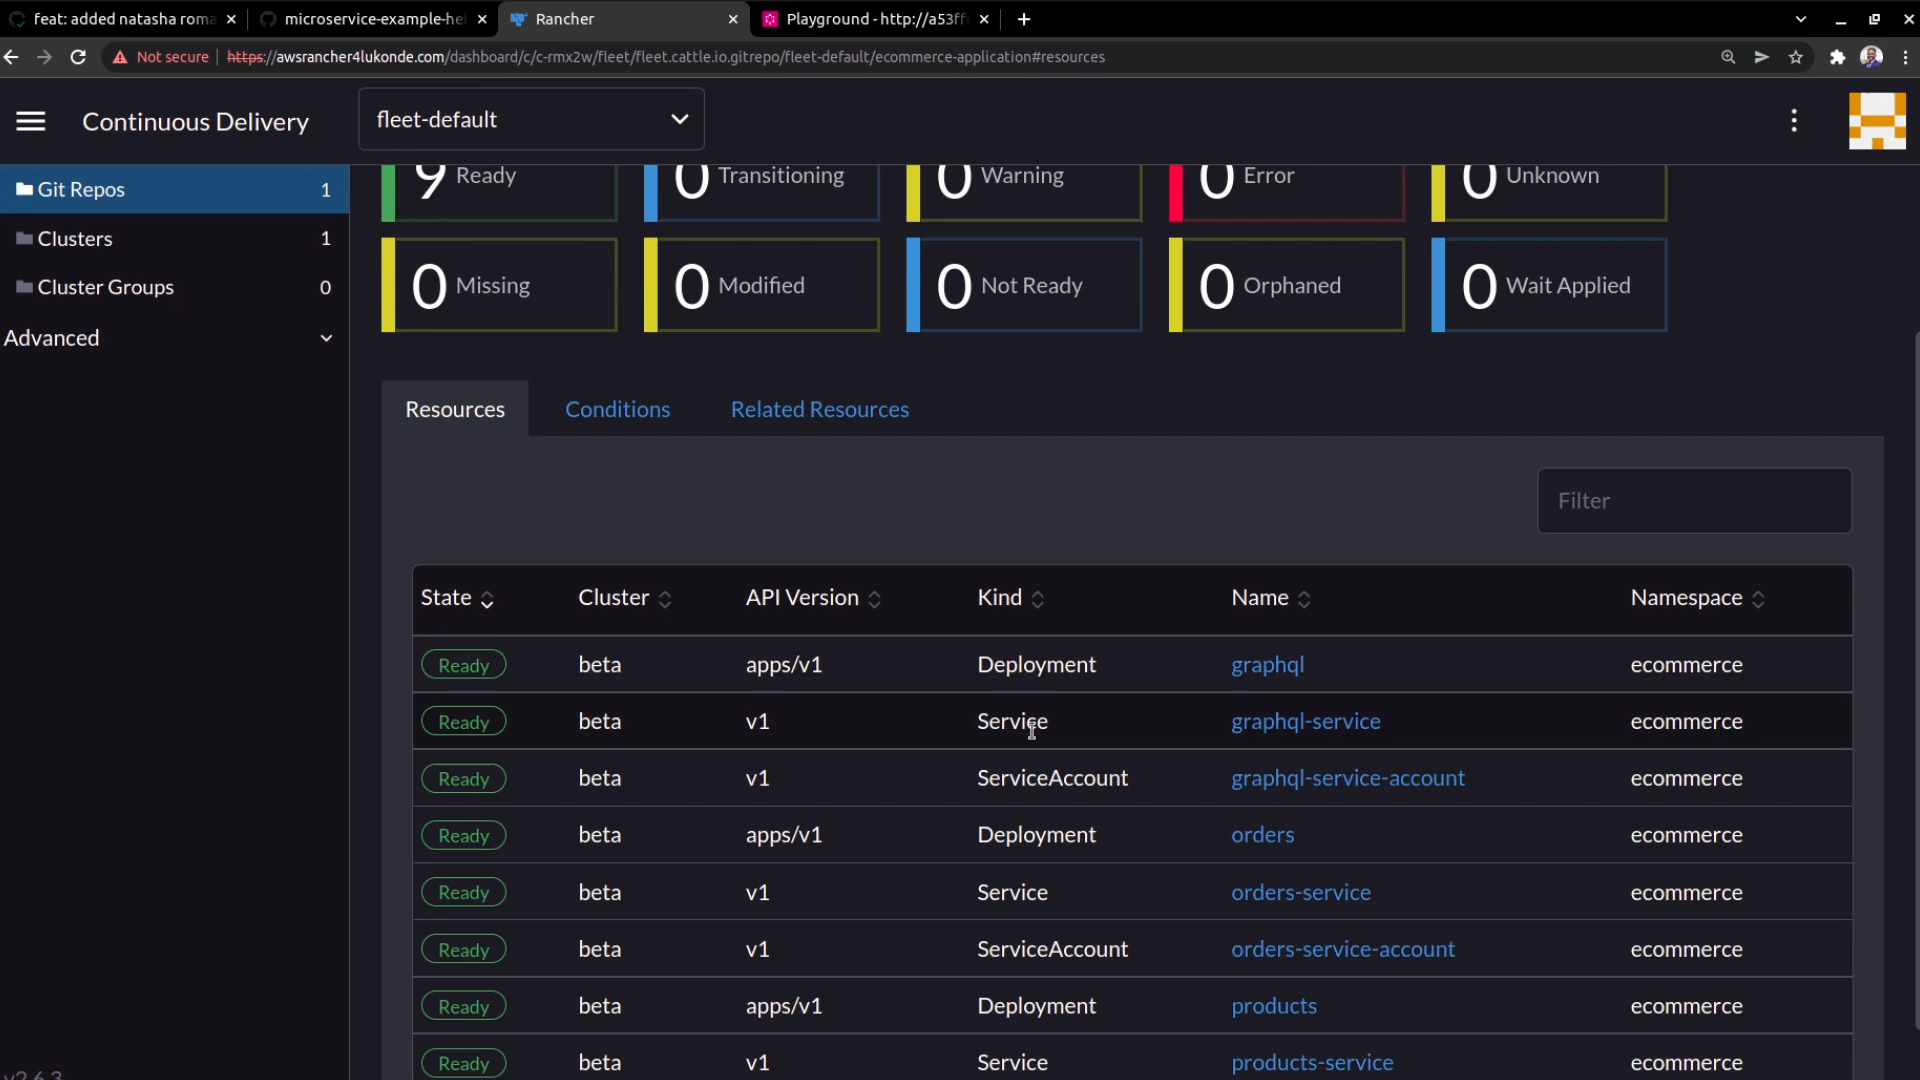 feat: added natasha roma
microservice-example-he
Rancher
Playground - http://a53ff
Not secure https://awsrancher4lukonde.com/dashboard/c/c-rmx2w/fleet/fleet.cattle.io.gitrepo/fleet-default/ecommerce-application#resources
Continuous Delivery
fleet-default
Git Repos 1
Clusters 1
Cluster Groups 0
Advanced
9 Ready 0 Transitioning 0 Warning 0 Error 0 Unknown
0 Missing 0 Modified 0 Not Ready 0 Orphaned 0 Wait Applied
Resources Conditions Related Resources
Filter
State Cluster API Version Kind Name Namespace
Ready beta apps/v1 Deployment graphql ecommerce
Ready beta v1 Service graphql-service ecommerce
Ready beta v1 ServiceAccount graphql-service-account ecommerce
Ready beta apps/v1 Deployment orders ecommerce
Ready beta v1 Service orders-service ecommerce
Ready beta v1 ServiceAccount orders-service-account ecommerce
Ready beta apps/v1 Deployment products ecommerce
Ready beta v1 Service products-service ecommerce
v2.6.3